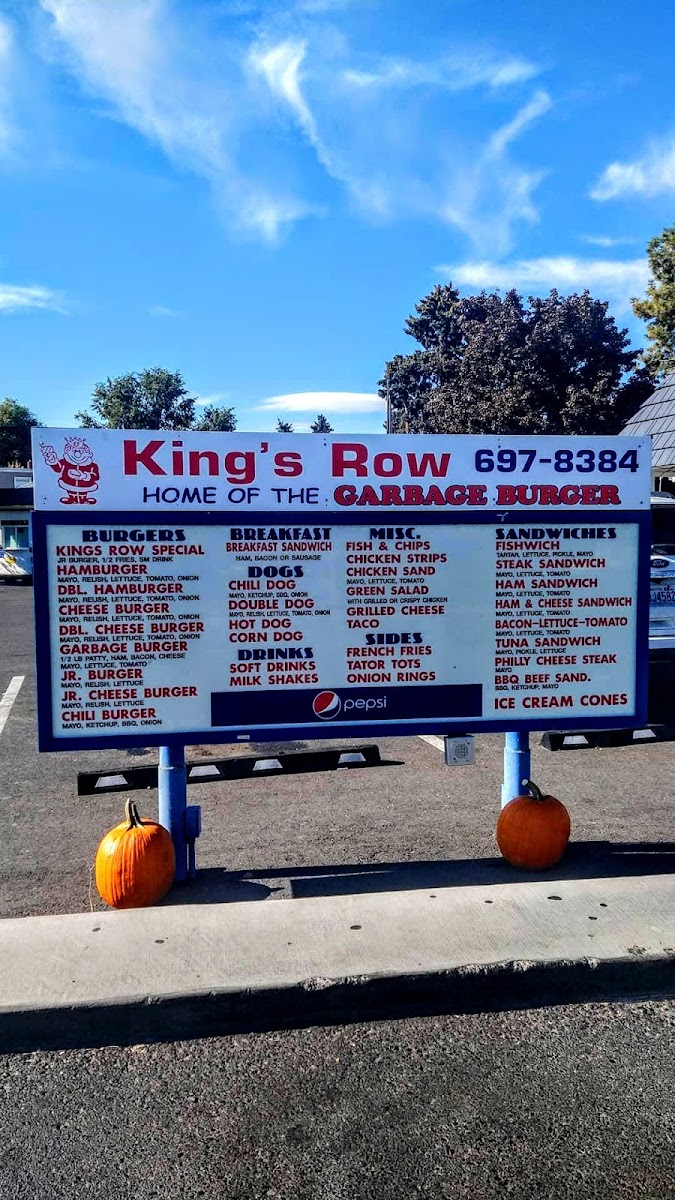 King's Row 697-8384
HOME OF THE GARBAGE BURGER
BURGERS
KINGS ROW SPECIAL
JR BURGER, 1/2 FRIES, SM DRINK
HAMBURGER
MAYO, RELISH, LETTUCE, TOMATO, ONION
DBL. HAMBURGER
MAYO, RELISH, LETTUCE, TOMATO, ONION
CHEESE BURGER
MAYO, RELISH, LETTUCE, TOMATO, ONION
DBL. CHEESE BURGER
MAYO, RELISH, LETTUCE, TOMATO, ONION
GARBAGE BURGER
1/2 LB PATTY, HAM, BACON, CHEESE
MAYO, LETTUCE, TOMATO
JR. BURGER
MAYO, RELISH, LETTUCE
JR. CHEESE BURGER
MAYO, RELISH, LETTUCE
CHILI BURGER
MAYO, KETCHUP, BBQ, ONION
BREAKFAST
BREAKFAST SANDWICH
HAM, BACON OR SAUSAGE
DOGS
CHILI DOG
MAYO, KETCHUP, BBQ, ONION
DOUBLE DOG
MAYO, RELISH, LETTUCE, TOMATO, ONION
HOT DOG
CORN DOG
DRINKS
SOFT DRINKS
MILK SHAKES
MISC.
FISH & CHIPS
CHICKEN STRIPS
CHICKEN SAND
MAYO, LETTUCE, TOMATO
GREEN SALAD
WITH GRILLED OR CRISPY CHICKEN
GRILLED CHEESE
TACO
SIDES
FRENCH FRIES
TATOR TOTS
ONION RINGS
pepsi
SANDWICHES
FISHWICH
TARTAR, LETTUCE, PICKLE, MAYO
STEAK SANDWICH
MAYO, LETTUCE, TOMATO
HAM SANDWICH
MAYO, LETTUCE, TOMATO
HAM & CHEESE SANDWICH
MAYO, LETTUCE, TOMATO
BACON-LETTUCE-TOMATO
MAYO, LETTUCE, TOMATO
TUNA SANDWICH
MAYO, PICKLE, LETTUCE
PHILLY CHEESE STEAK
MAYO
BBQ BEEF SAND.
BBQ, KETCHUP, MAYO
ICE CREAM CONES